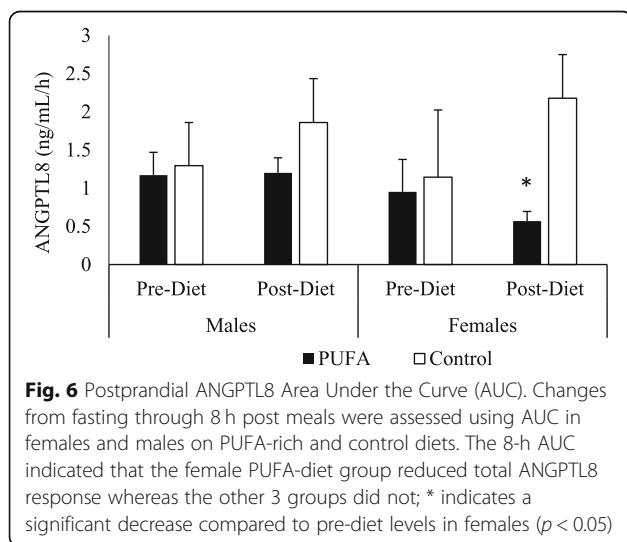 3
2.5
2
1.5
1
0.5
0
ANGPTL8 (ng/mL/h)
*
Pre-Diet Post-Diet Pre-Diet Post-Diet
Males Females
PUFA Control
Fig. 6 Postprandial ANGPTL8 Area Under the Curve (AUC). Changes
from fasting through 8 h post meals were assessed using AUC in
females and males on PUFA-rich and control diets. The 8-h AUC
indicated that the female PUFA-diet group reduced total ANGPTL8
response whereas the other 3 groups did not; * indicates a
significant decrease compared to pre-diet levels in females (p < 0.05)